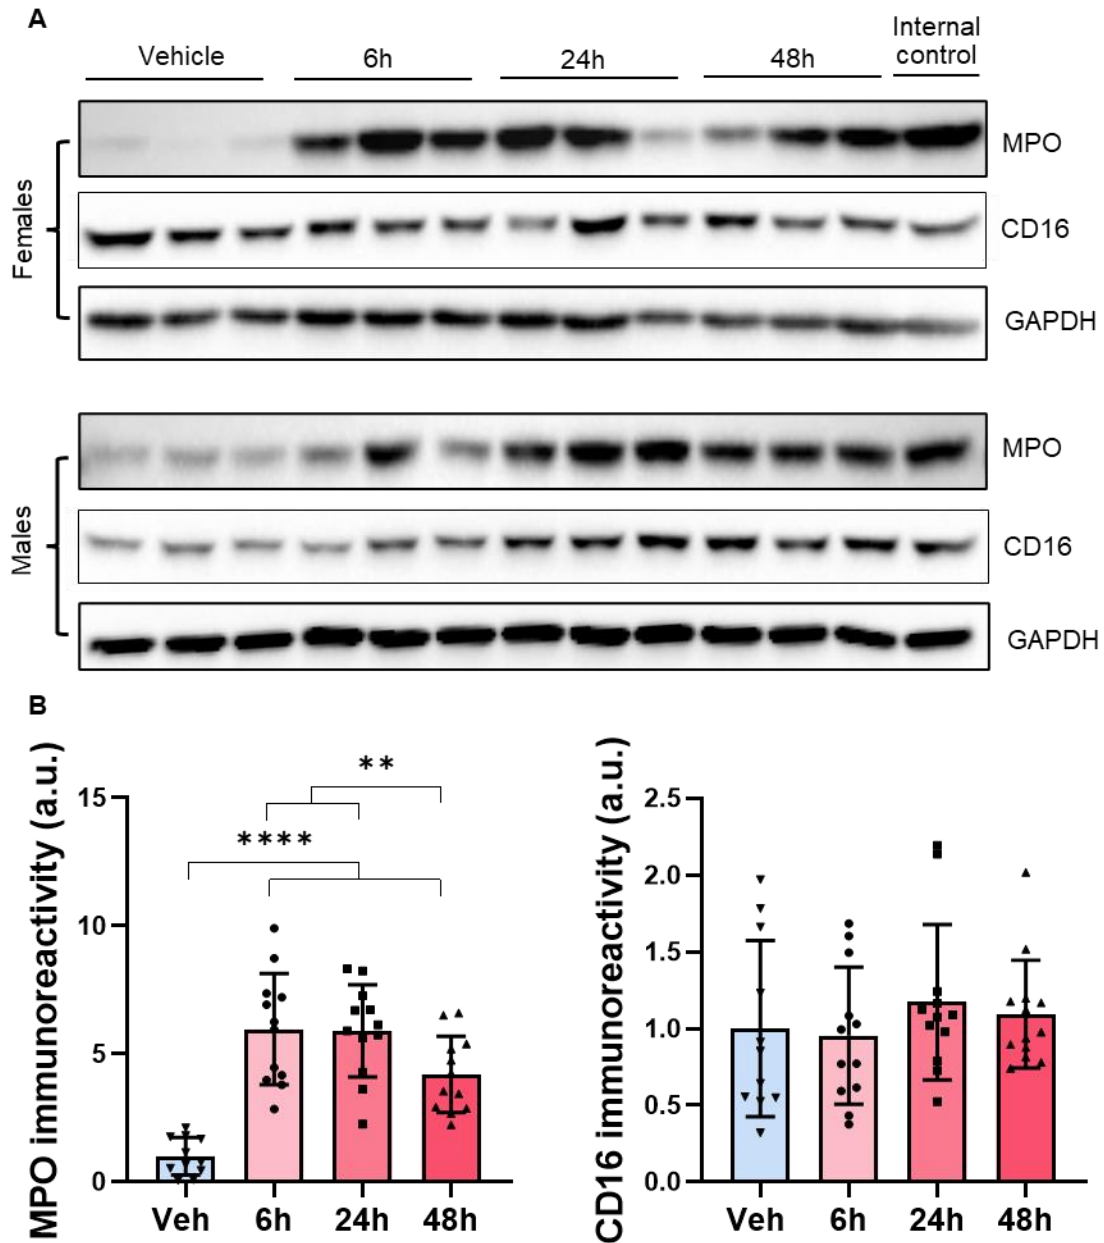 A
Vehicle 6h 24h 48h Internal control
Females
MPO
CD16
GAPDH
Males
MPO
CD16
GAPDH
B
MPO immunoreactivity (a.u.)
15
10
5
0
**
****
Veh 6h 24h 48h
CD16 immunoreactivity (a.u.)
2.5
2.0
1.5
1.0
0.5
0.0
Veh 6h 24h 48h